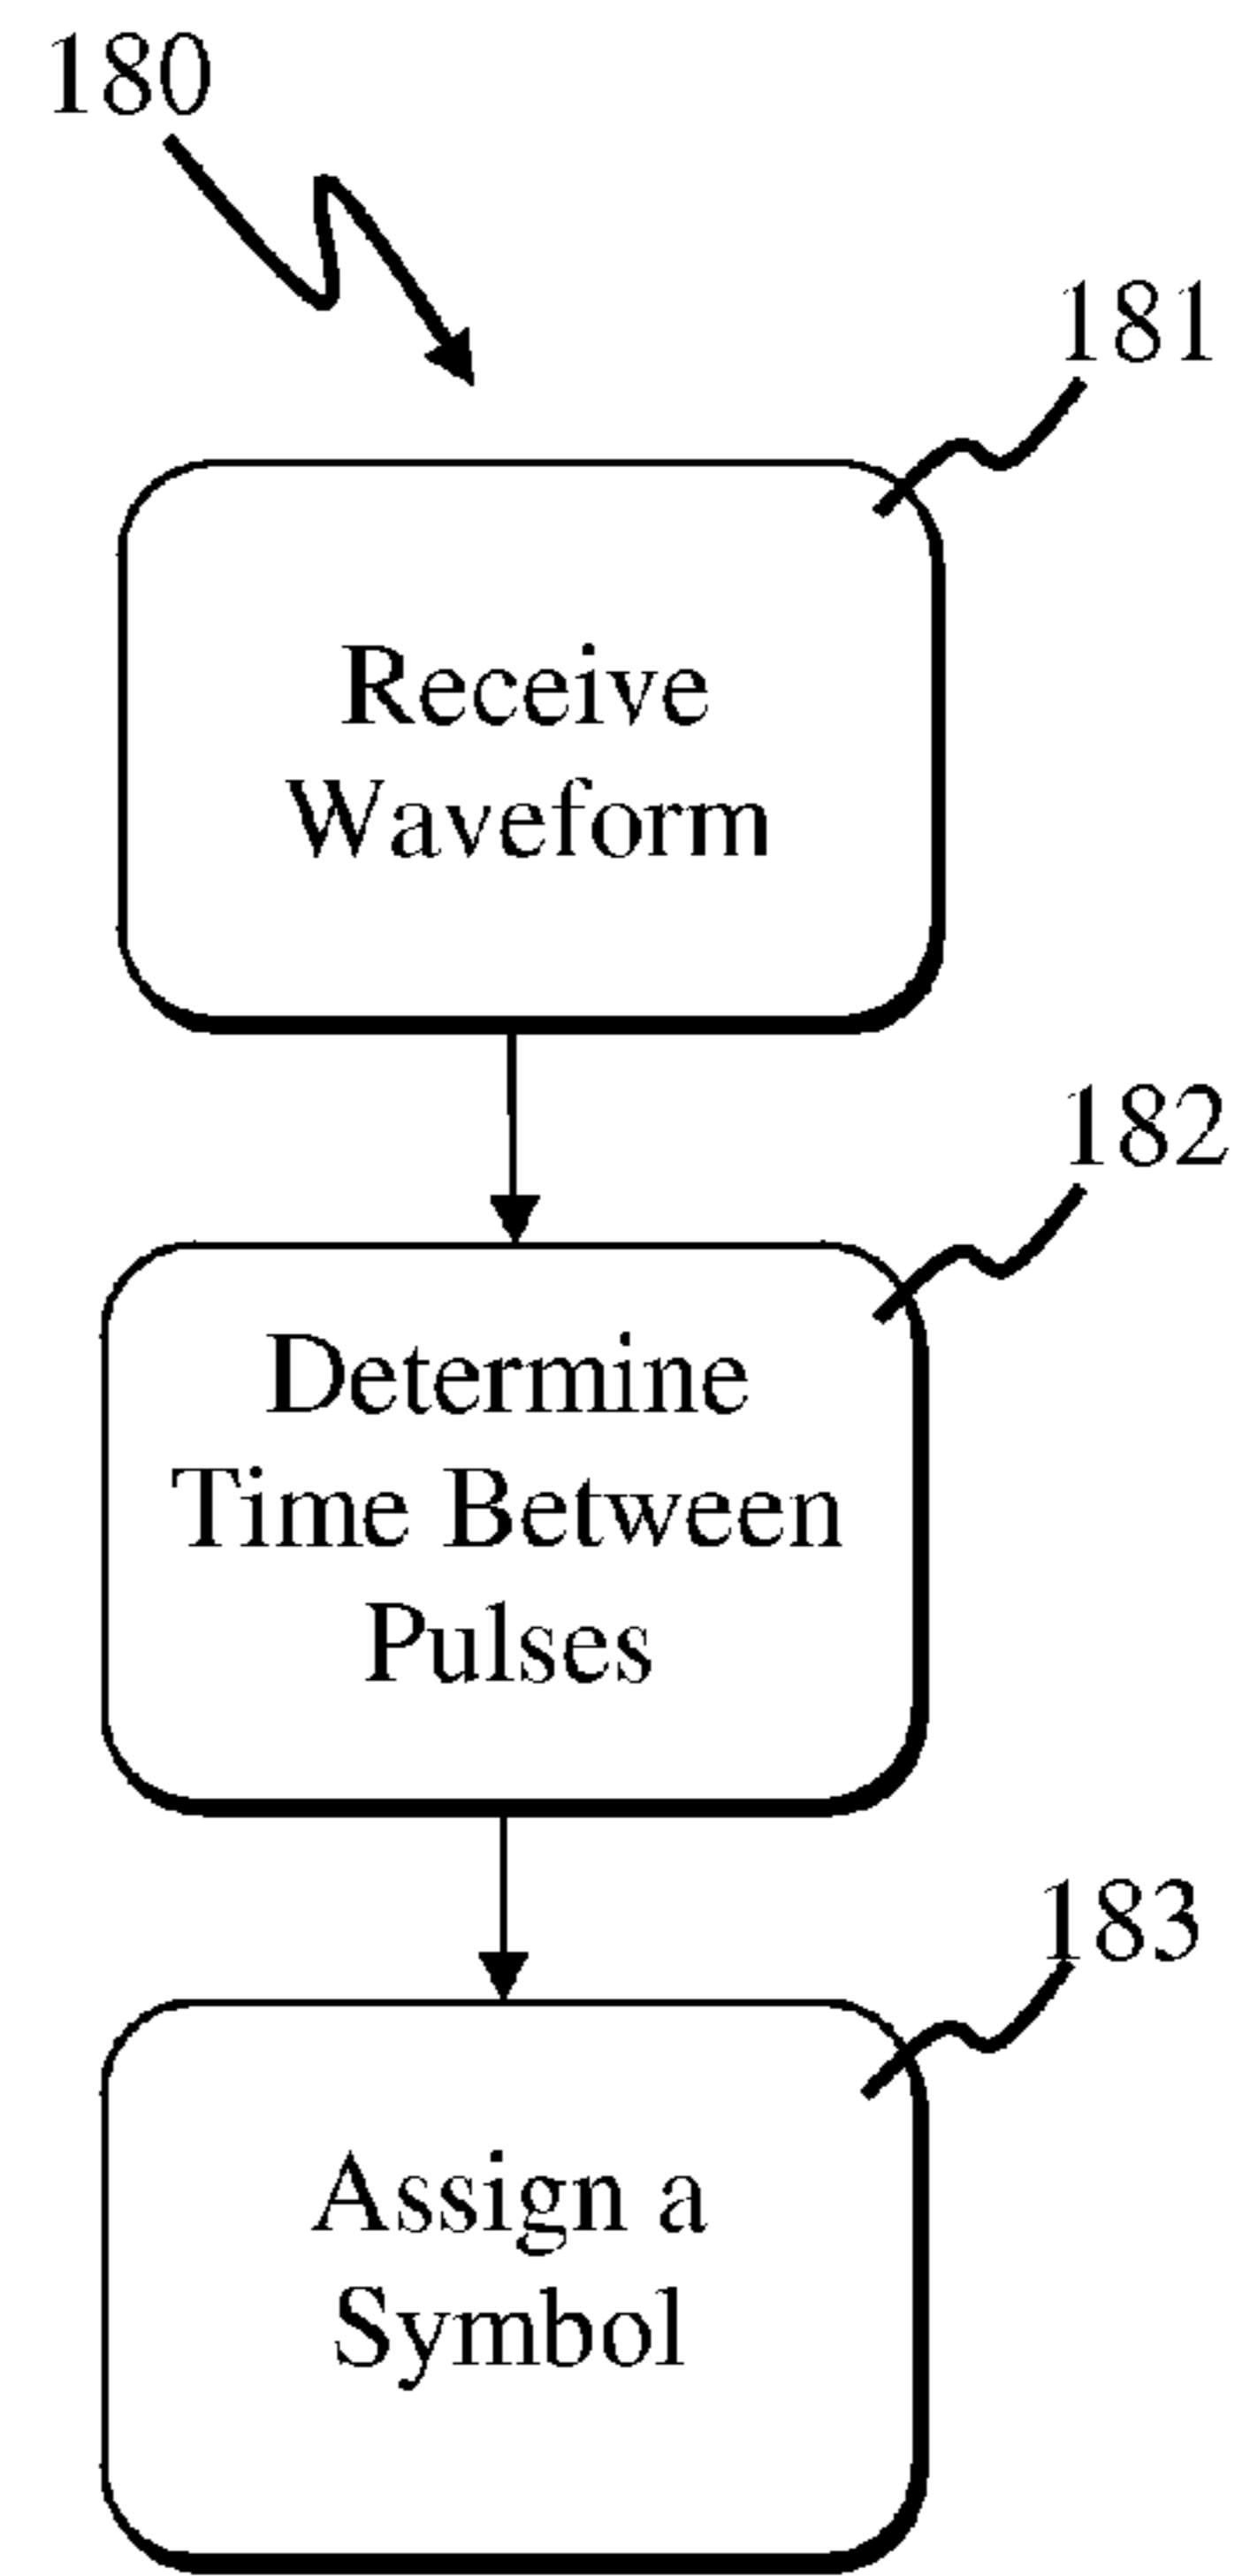 180
181
Receive
Waveform
182
Determine
Time Between
Pulses
183
Assign a
Symbol